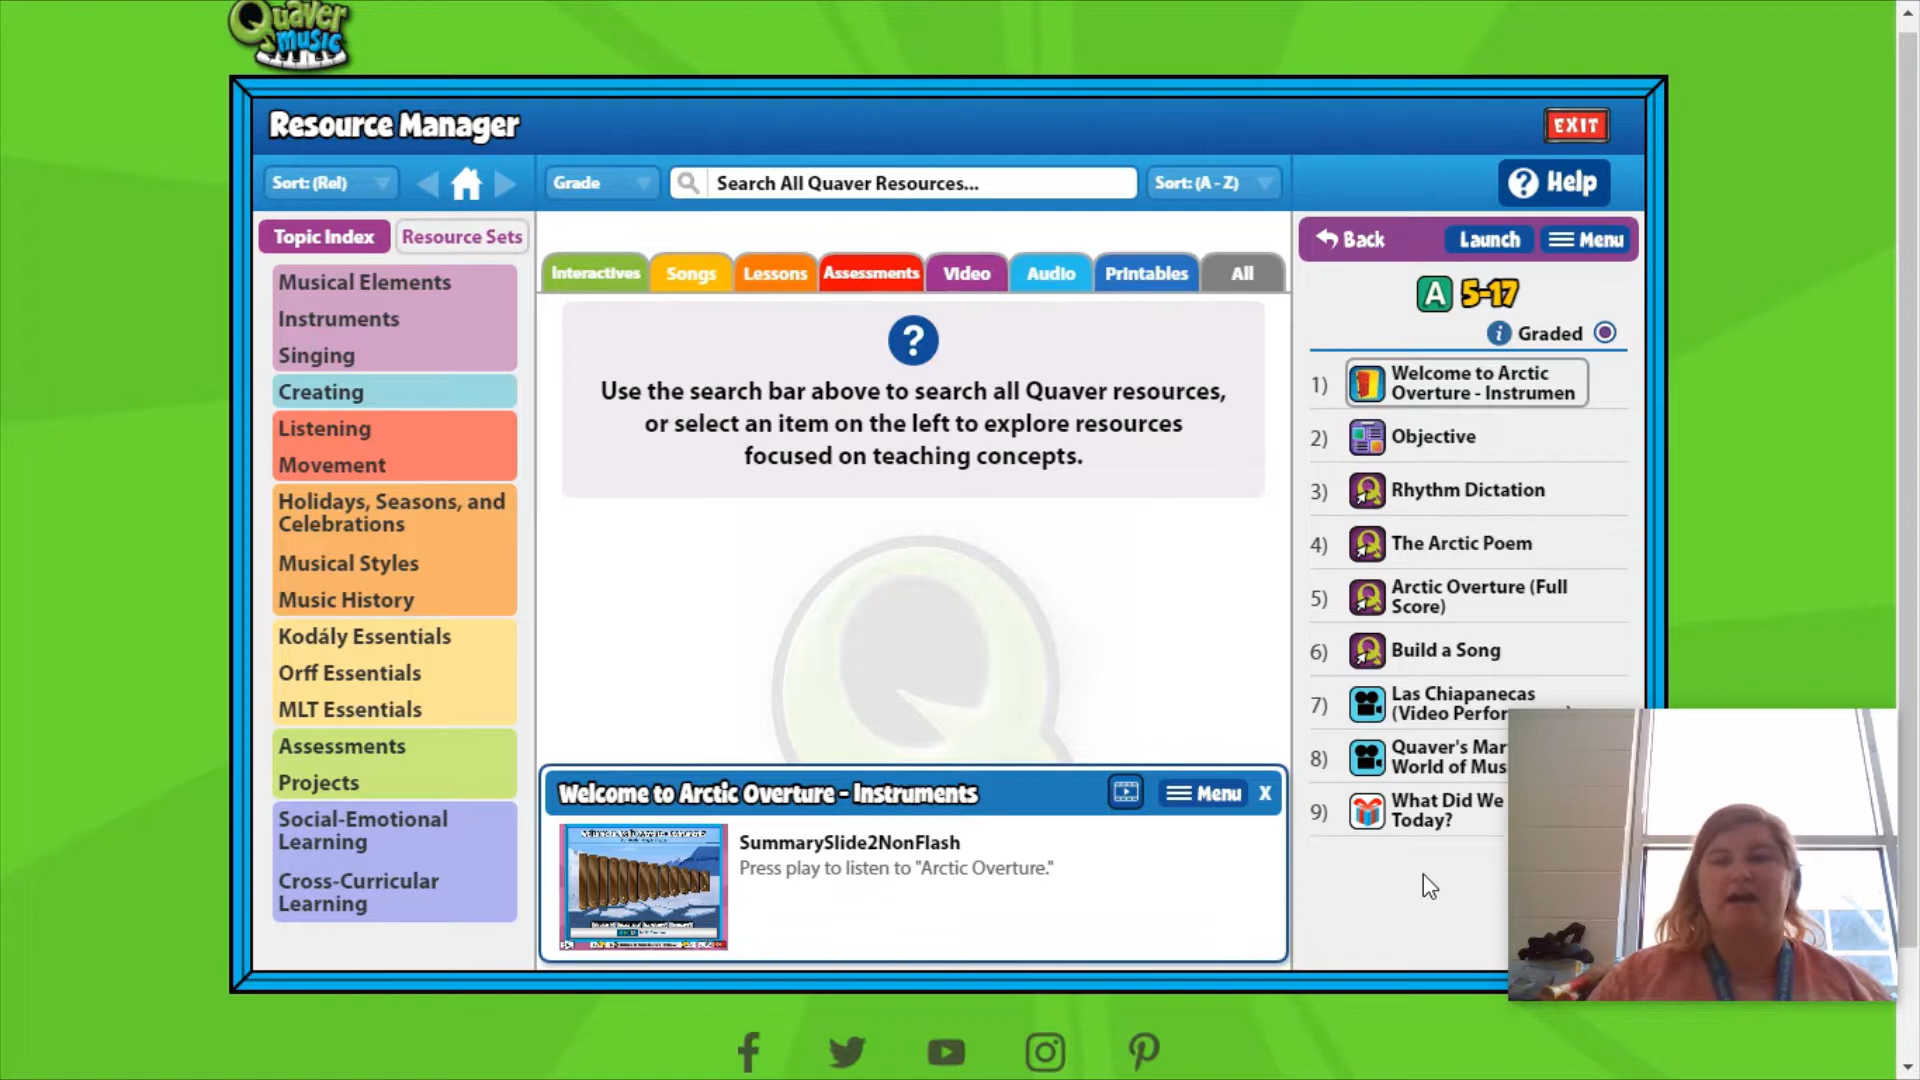 Quaver
music
Resource Manager
EXIT
Sort: (Rel)
Grade
Search All Quaver Resources...
Sort: (A - Z)
Help
Topic Index
Resource Sets
Musical Elements
Instruments
Singing
Creating
Listening
Movement
Holidays, Seasons, and
Celebrations
Musical Styles
Music History
Kodály Essentials
Orff Essentials
MLT Essentials
Assessments
Projects
Social-Emotional
Learning
Cross-Curricular
Learning
Interactives
Songs
Lessons
Assessments
Video
Audio
Printables
All
?
Use the search bar above to search all Quaver resources,
or select an item on the left to explore resources
focused on teaching concepts.
Welcome to Arctic Overture - Instruments
Menu
X
SummarySlide2NonFlash
Press play to listen to "Arctic Overture."
Back
Launch
Menu
A 5-17
i Graded
1) Welcome to Arctic
Overture - Instrumen
2) Objective
3) Rhythm Dictation
4) The Arctic Poem
5) Arctic Overture (Full
Score)
6) Build a Song
7) Las Chiapanecas
(Video Perfor
8) Quaver's Mar
World of Mus
9) What Did We
Today?